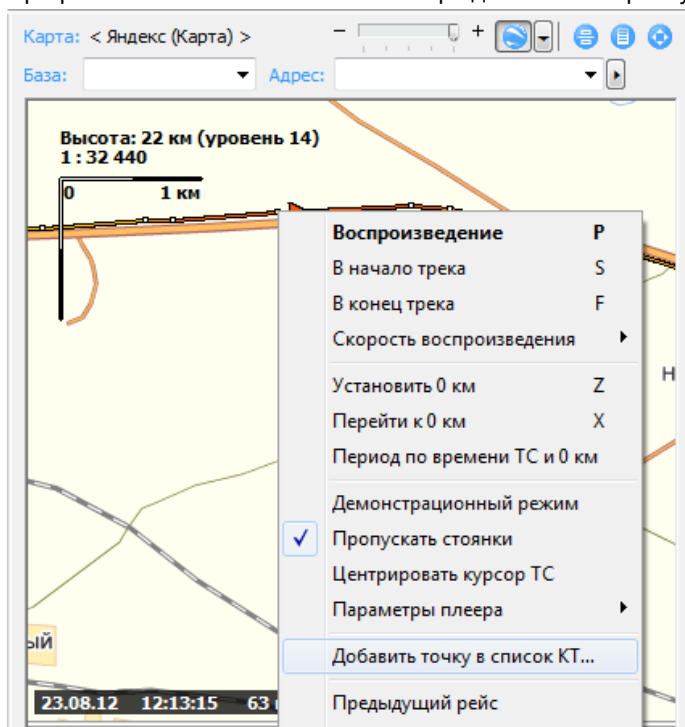 Карта: < Яндекс (Карта) > - +
База: Адрес:
Высота: 22 км (уровень 14)
1 : 32 440
0 1 км
Воспроизведение P
В начало трека S
В конец трека F
Скорость воспроизведения
Установить 0 км Z
Н
Перейти к 0 км X
Период по времени ТС и 0 км
Демонстрационный режим
Пропускать стоянки
Центрировать курсор ТС
Параметры плеера
ый
Добавить точку в список КТ...
23.08.12 12:13:15 63
Предыдущий рейс